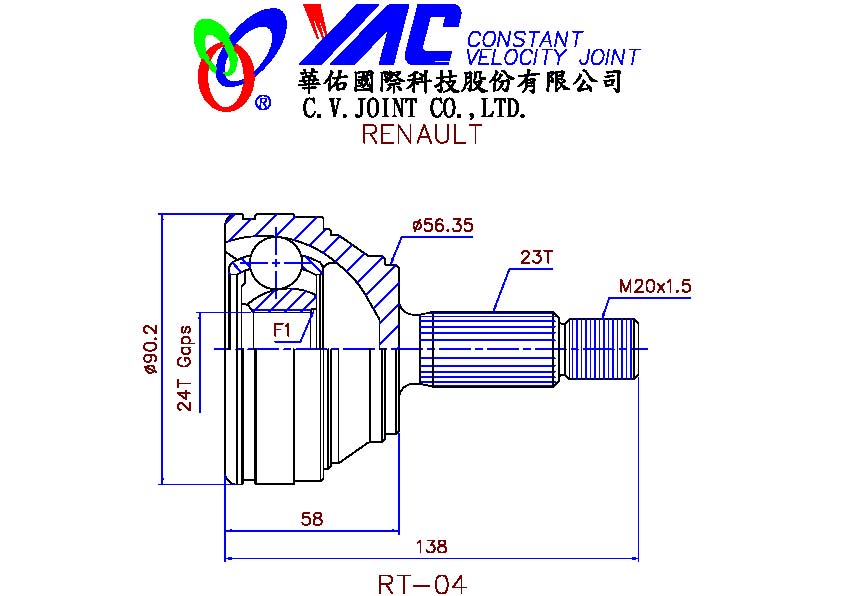 YAC CONSTANT
VELOCITY JOINT
®
華佑國際科技股份有限公司
C.V.JOINT CO.,LTD.
RENAULT
ø56.35
23T
M20x1.5
F1
ø90.2
24T Gaps
58
138
RT-04